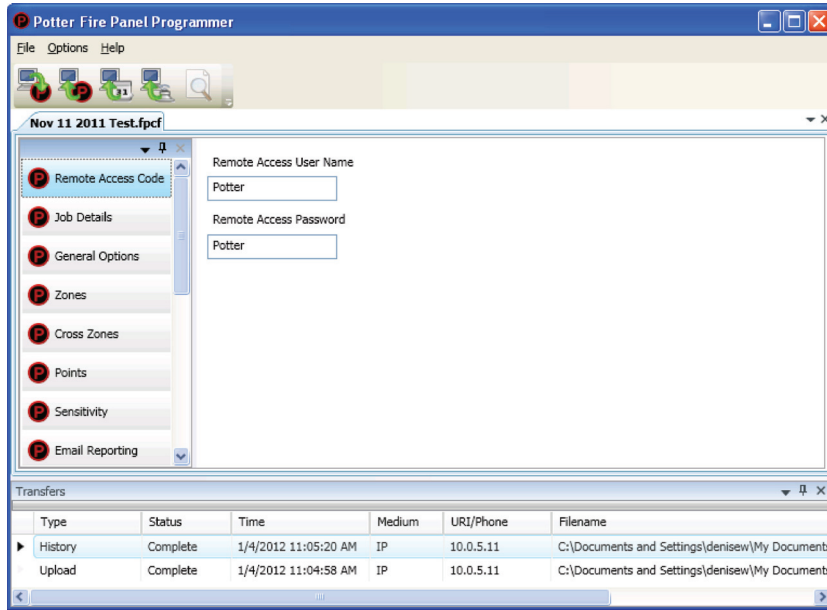 Potter Fire Panel Programmer
File Options Help
Nov 11 2011 Test.fpcf
Remote Access Code
Job Details
General Options
Zones
Cross Zones
Points
Sensitivity
Email Reporting
Remote Access User Name
Potter
Remote Access Password
Potter
Transfers
Type Status Time Medium URI/Phone Filename
History Complete 1/4/2012 11:05:20 AM IP 10.0.5.11 C:\Documents and Settings\denisew\My Document
Upload Complete 1/4/2012 11:04:58 AM IP 10.0.5.11 C:\Documents and Settings\denisew\My Document